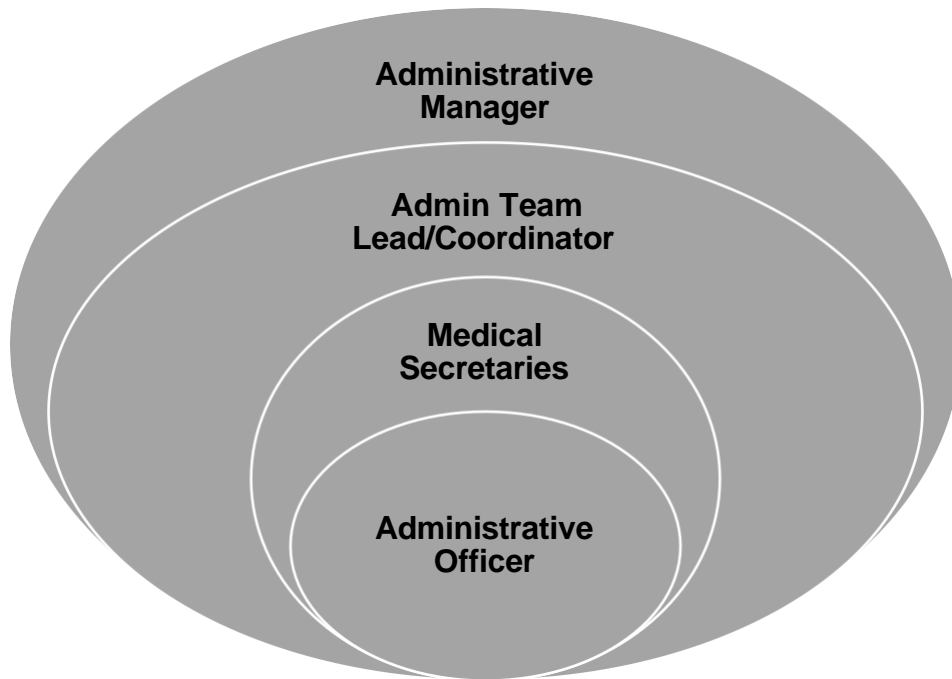 Administrative
Manager
Admin Team
Lead/Coordinator
Medical
Secretaries
Administrative
Officer